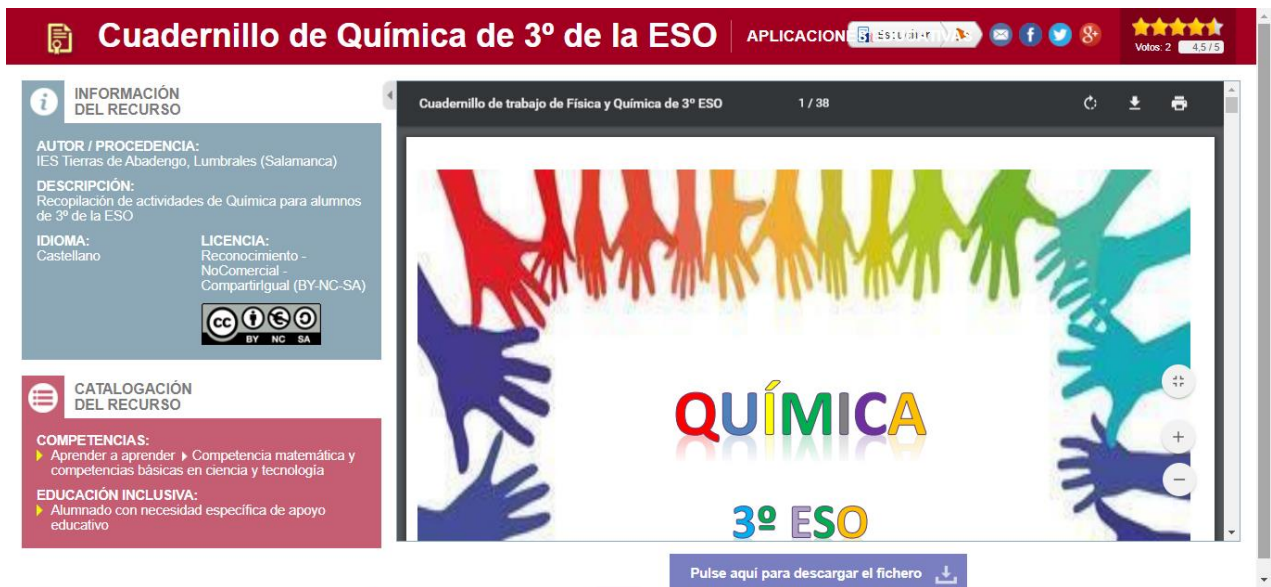 Cuadernillo de Química de 3º de la ESO
APLICACIONE
Escuchar
Votos: 2 4,5 / 5
INFORMACIÓN
DEL RECURSO
AUTOR / PROCEDENCIA:
IES Tierras de Abadengo, Lumbrales (Salamanca)
DESCRIPCIÓN:
Recopilación de actividades de Química para alumnos
de 3º de la ESO
IDIOMA:
Castellano
LICENCIA:
Reconocimiento -
NoComercial -
CompartirIgual (BY-NC-SA)
cc
BY NC SA
CATALOGACIÓN
DEL RECURSO
COMPETENCIAS:
Aprender a aprender Competencia matemática y
competencias básicas en ciencia y tecnología
EDUCACIÓN INCLUSIVA:
Alumnado con necesidad específica de apoyo
educativo
Cuadernillo de trabajo de Física y Química de 3º ESO 1 / 38
QUÍMICA
3º ESO
Pulse aquí para descargar el fichero